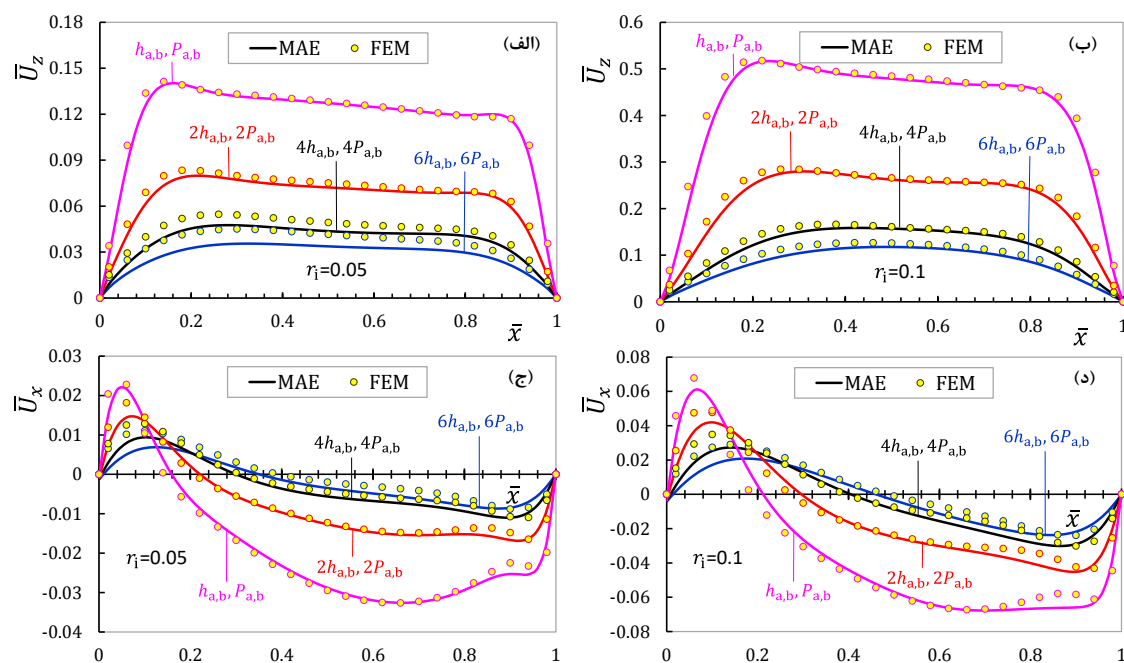 0.18
0.15
0.12
0.09
0.06
0.03
0
Ū_z
MAE FEM
(الف)
h_a,b, P_a,b
2h_a,b, 2P_a,b
4h_a,b, 4P_a,b
6h_a,b, 6P_a,b
r_i=0.05
0 0.2 0.4 0.6 0.8 1
x̄
0.6
0.5
0.4
0.3
0.2
0.1
0
Ū_z
MAE FEM
(ب)
h_a,b, P_a,b
2h_a,b, 2P_a,b
4h_a,b, 4P_a,b
6h_a,b, 6P_a,b
r_i=0.1
0 0.2 0.4 0.6 0.8 1
x̄
0.03
0.02
0.01
0
-0.01
-0.02
-0.03
-0.04
Ū_x
MAE FEM
(ج)
6h_a,b, 6P_a,b
4h_a,b, 4P_a,b
x̄
r_i=0.05
2h_a,b, 2P_a,b
h_a,b, P_a,b
0 0.2 0.4 0.6 0.8 1
0.08
0.06
0.04
0.02
0
-0.02
-0.04
-0.06
-0.08
Ū_x
MAE FEM
(د)
6h_a,b, 6P_a,b
4h_a,b, 4P_a,b
x̄
r_i=0.1
2h_a,b, 2P_a,b
h_a,b, P_a,b
0 0.2 0.4 0.6 0.8 1